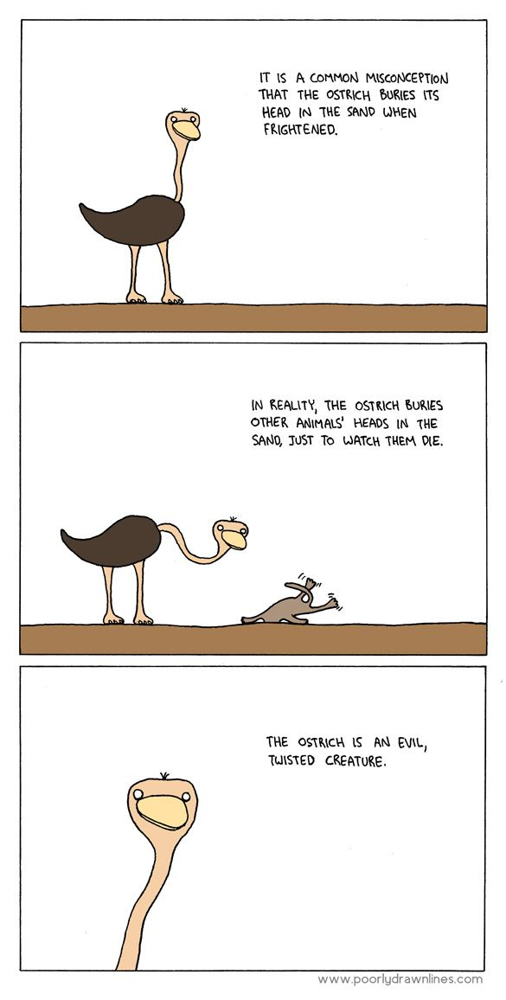 IT IS A COMMON MISCONCEPTION
THAT THE OSTRICH BURIES ITS
HEAD IN THE SAND WHEN
FRIGHTENED.
IN REALITY, THE OSTRICH BURIES
OTHER ANIMALS' HEADS IN THE
SAND, JUST TO WATCH THEM DIE.
THE OSTRICH IS AN EVIL,
TWISTED CREATURE.
www.poorlydrawnlines.com